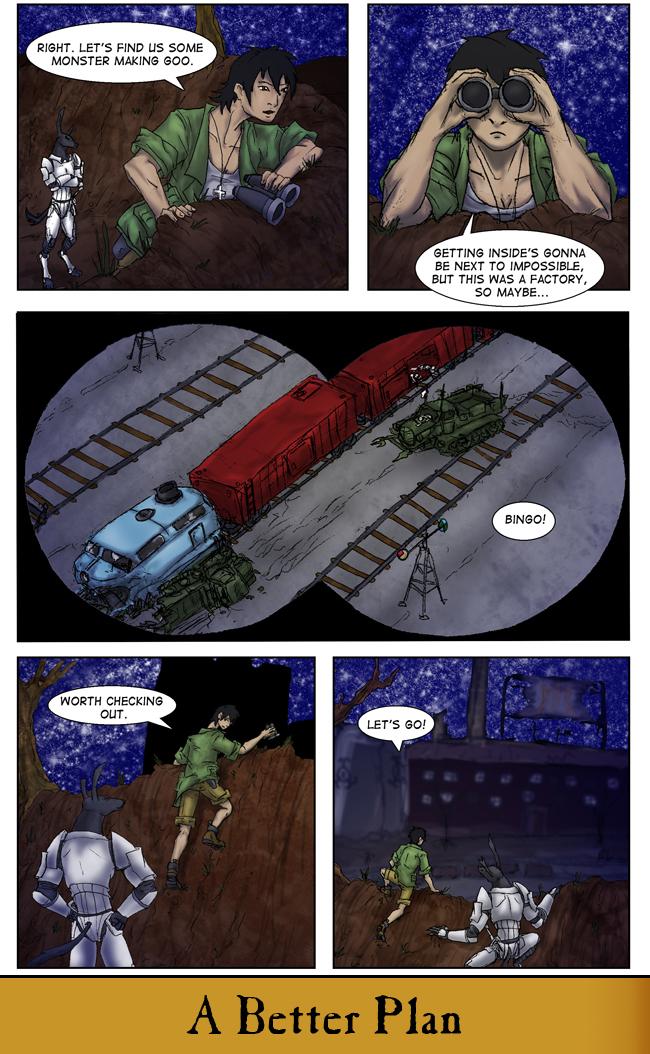 RIGHT. LET'S FIND US SOME
MONSTER MAKING GOO.
GETTING INSIDE'S GONNA
BE NEXT TO IMPOSSIBLE,
BUT THIS WAS A FACTORY,
SO MAYBE...
BINGO!
WORTH CHECKING
OUT.
LET'S GO!
A Better Plan